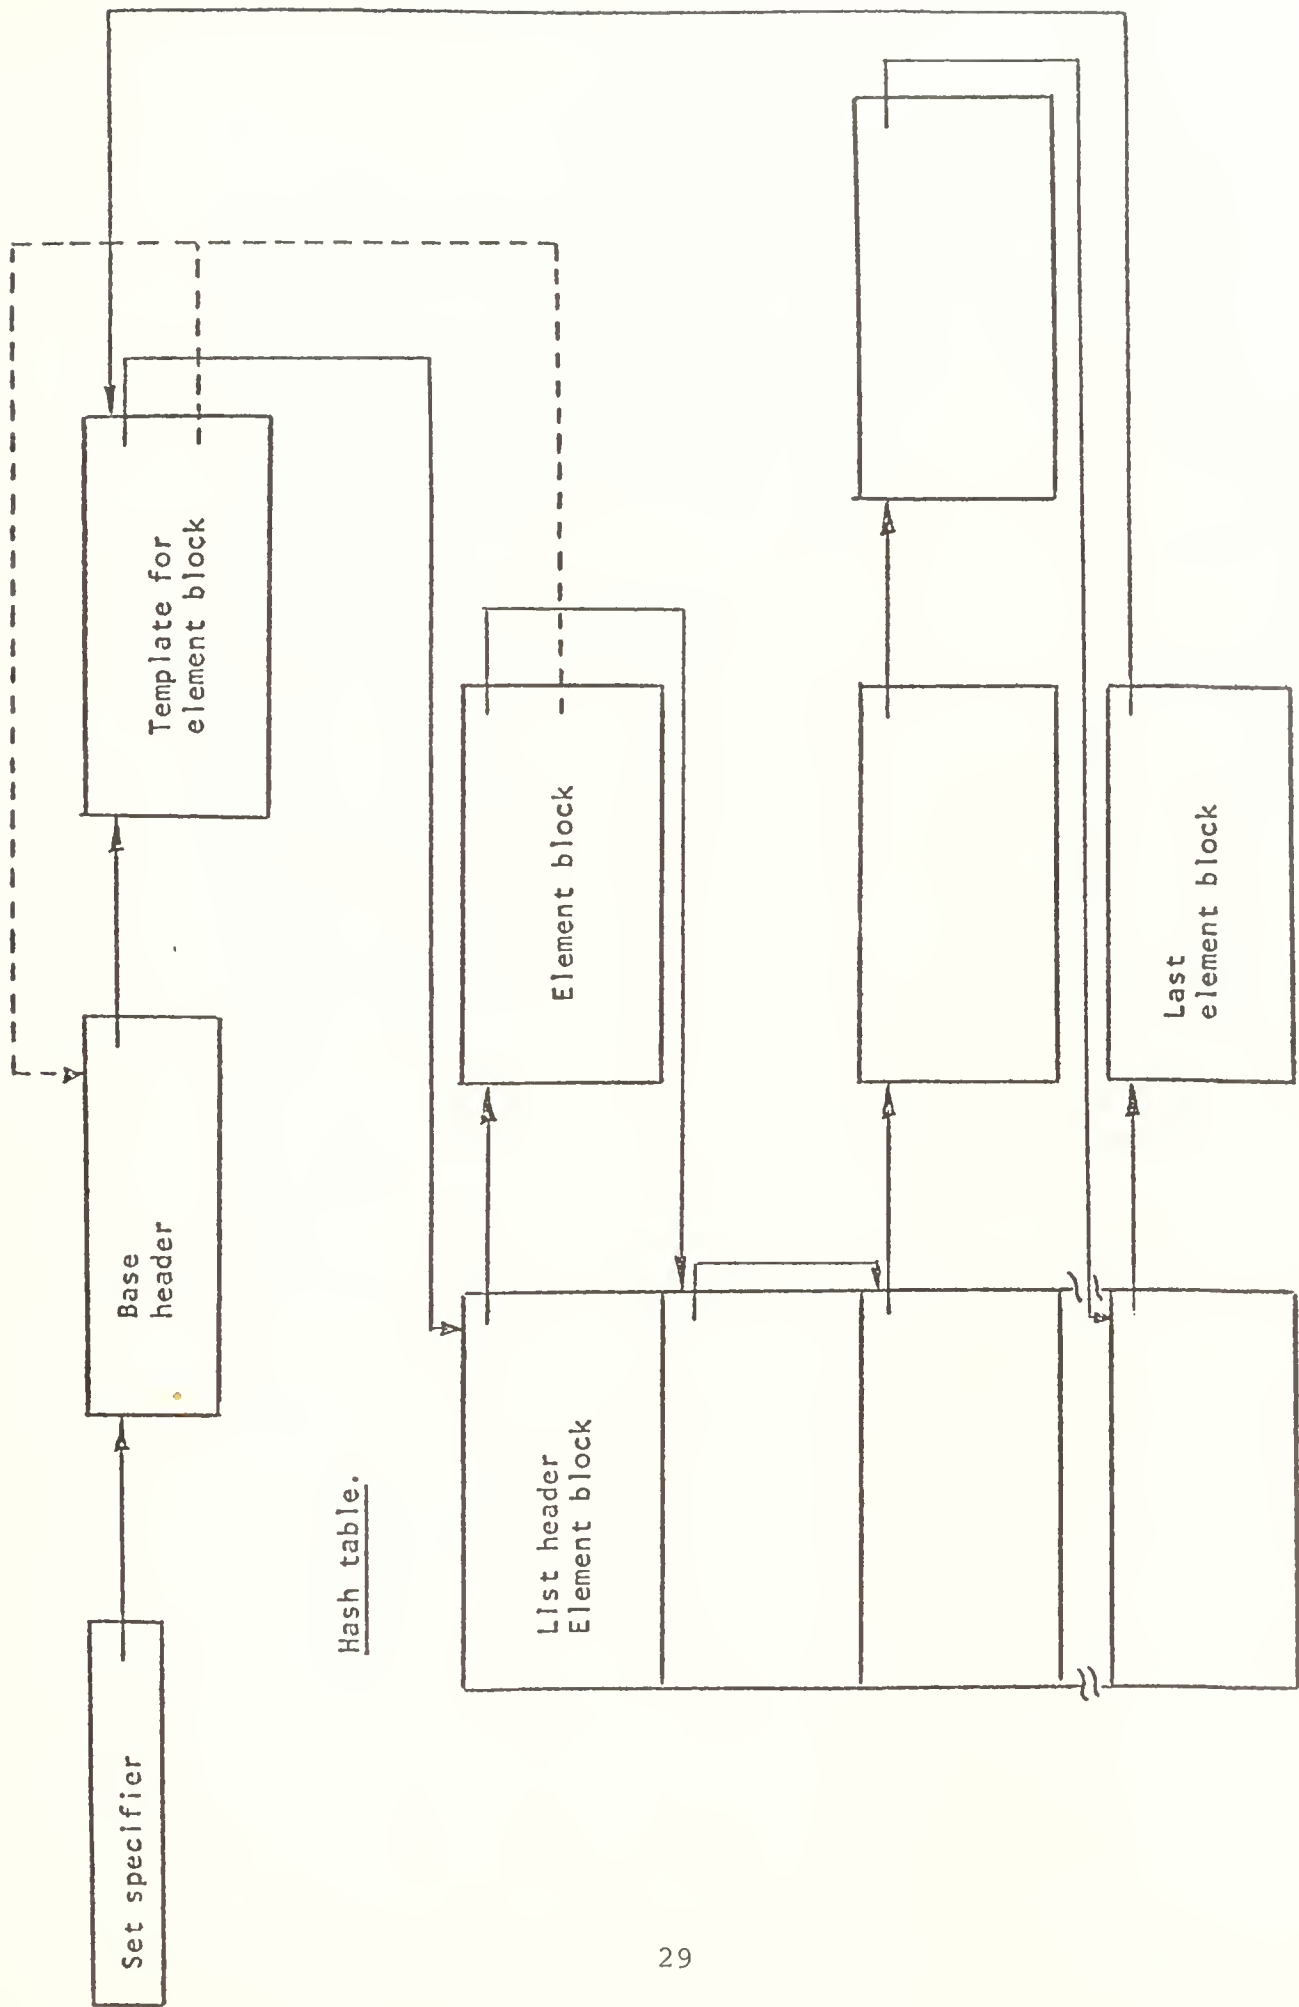 Set specifier
Base
header
Template for
element block
Hash table.
List header
Element block
Element block
Last
element block
29